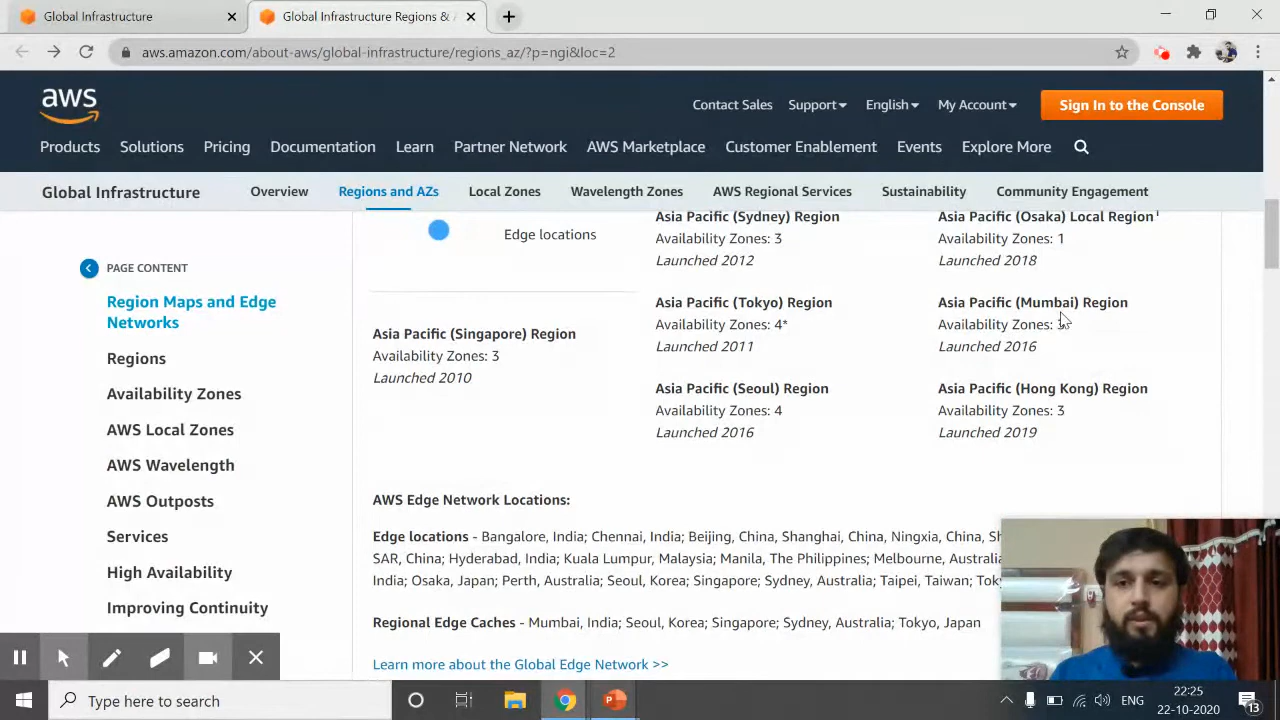 Global Infrastructure
Global Infrastructure Regions &
aws.amazon.com/about-aws/global-infrastructure/regions_az/?p=ngi&loc=2
aws
Contact Sales Support English My Account Sign In to the Console
Products Solutions Pricing Documentation Learn Partner Network AWS Marketplace Customer Enablement Events Explore More
Global Infrastructure Overview Regions and AZs Local Zones Wavelength Zones AWS Regional Services Sustainability Community Engagement
PAGE CONTENT
Region Maps and Edge
Networks
Regions
Availability Zones
AWS Local Zones
AWS Wavelength
AWS Outposts
Services
High Availability
Improving Continuity
Edge locations
Asia Pacific (Singapore) Region
Availability Zones: 3
Launched 2010
Asia Pacific (Sydney) Region
Availability Zones: 3
Launched 2012
Asia Pacific (Tokyo) Region
Availability Zones: 4*
Launched 2011
Asia Pacific (Seoul) Region
Availability Zones: 4
Launched 2016
Asia Pacific (Osaka) Local Region¹
Availability Zones: 1
Launched 2018
Asia Pacific (Mumbai) Region
Availability Zones:
Launched 2016
Asia Pacific (Hong Kong) Region
Availability Zones: 3
Launched 2019
AWS Edge Network Locations:
Edge locations - Bangalore, India; Chennai, India; Beijing, China, Shanghai, China, Ningxia, China,
SAR, China; Hyderabad, India; Kuala Lumpur, Malaysia; Manila, The Philippines; Melbourne,
India; Osaka, Japan; Perth, Australia; Seoul, Korea; Singapore; Sydney, Australia; Taipei, Taiwan;
Regional Edge Caches - Mumbai, India; Seoul, Korea; Singapore; Sydney, Australia; Tokyo, Japan
Learn more about the Global Edge Network >>
Type here to search
ENG
22:25
22-10-2020
13